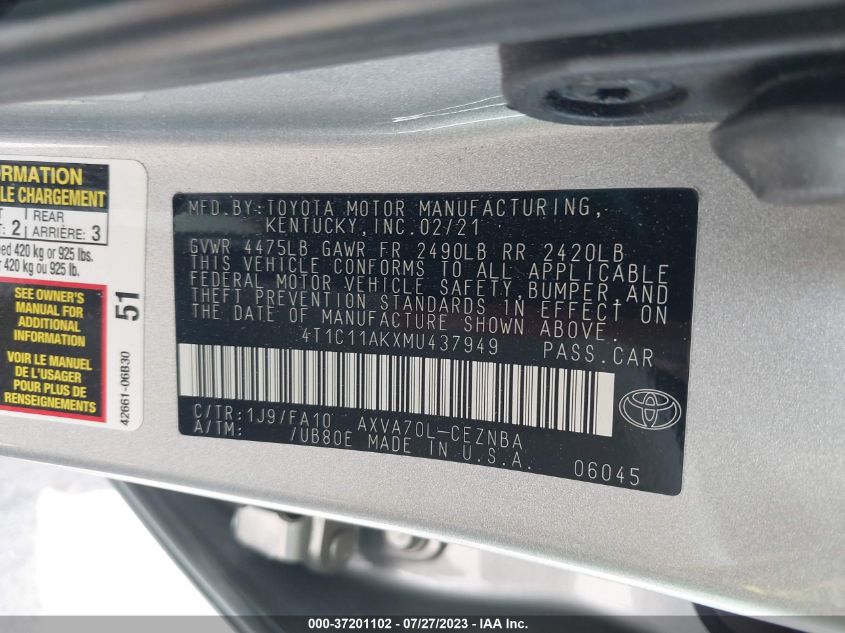 ORMATION
LE CHARGEMENT
T 2 | REAR
ARRIÈRE: 3
ed 420 kg or 925 lbs.
r 420 kg ou 925 lb.
SEE OWNER'S
MANUAL FOR
ADDITIONAL
INFORMATION
VOIR LE MANUEL
DE L'USAGER
POUR PLUS DE
RENSEIGNEMENTS
51
42661-06B30
MFD.BY:TOYOTA MOTOR MANUFACTURING,
KENTUCKY,INC.02/21
GVWR 4475LB GAWR FR 2490LB RR 2420LB
THIS VEHICLE CONFORMS TO ALL APPLICABLE
FEDERAL MOTOR VEHICLE SAFETY,BUMPER,AND
THEFT PREVENTION STANDARDS IN EFFECT ON
THE DATE OF MANUFACTURE SHOWN ABOVE.
4T1C11AKXMU437949 PASS.CAR
C/TR:1J9/FA10 AXVA70L-CEZNBA
A/TM: /UB80E MADE IN U.S.A.
06045
000-37201102 / 07/27/2023 - IAA Inc.